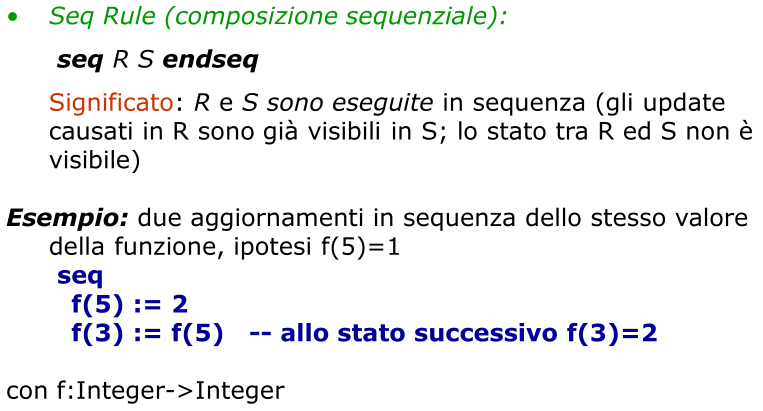 • Seq Rule (composizione sequenziale):
seq R S endseq
Significato: R e S sono eseguite in sequenza (gli update
causati in R sono già visibili in S; lo stato tra R ed S non è
visibile)
Esempio: due aggiornamenti in sequenza dello stesso valore
della funzione, ipotesi f(5)=1
seq
f(5) := 2
f(3) := f(5) -- allo stato successivo f(3)=2
con f:Integer->Integer